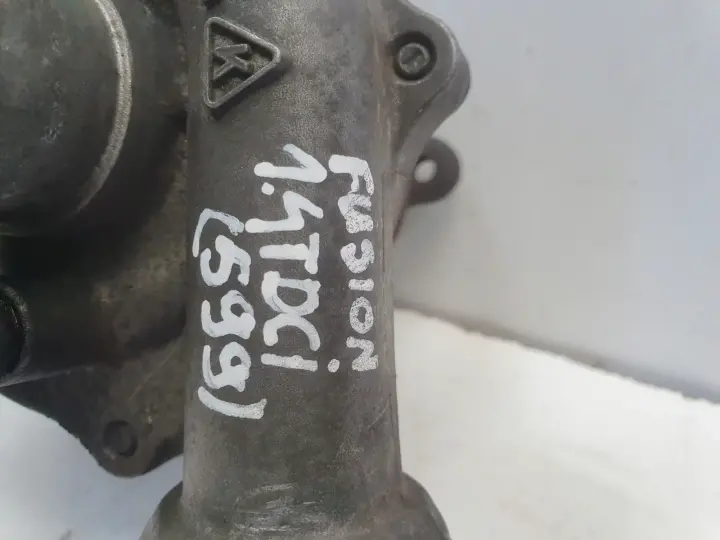 K
FUSION
1.4TDCi
(599)